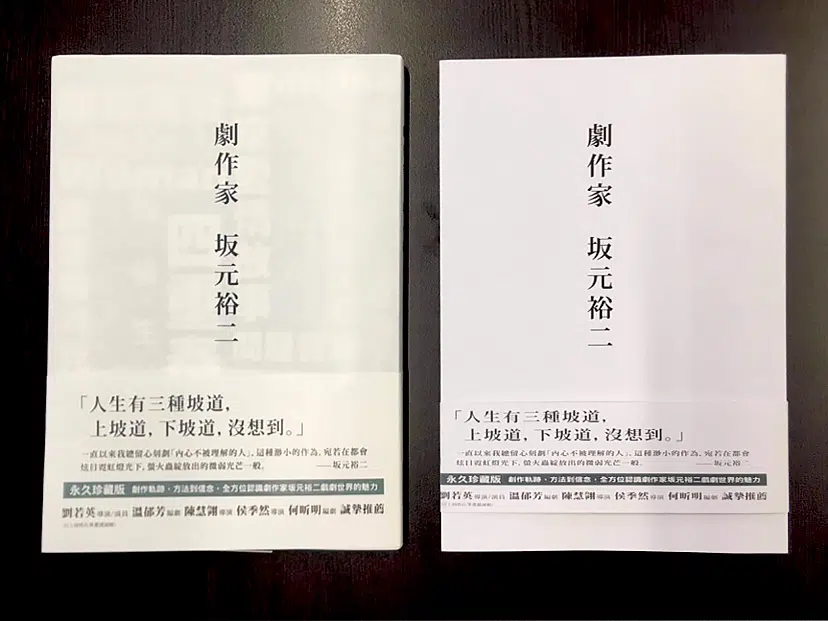 劇作家 坂元裕二
「人生有三種坡道，
上坡道，下坡道，沒想到。」
一直以來我總留心刻劃「內心不被理解的人」，這種渺小的作為，宛若在都會
炫目霓虹燈光下，螢火蟲綻放出的微弱光芒一般。 ——坂元裕二
永久珍藏版 創作軌跡・方法到信念，全方位認識劇作家坂元裕二戲劇世界的魅力
劉若英導演/演員 溫郁芳編劇 陳慧翎導演 侯季然導演 何昕明編劇 誠摯推薦
劇作家 坂元裕二
「人生有三種坡道，
上坡道，下坡道，沒想到。」
一直以來我總留心刻劃「內心不被理解的人」，這種渺小的作為，宛若在都會
炫目霓虹燈光下，螢火蟲綻放出的微弱光芒一般。 ——坂元裕二
永久珍藏版 創作軌跡・方法到信念，全方位認識劇作家坂元裕二戲劇世界的魅力
劉若英導演/演員 溫郁芳編劇 陳慧翎導演 侯季然導演 何昕明編劇 誠摯推薦